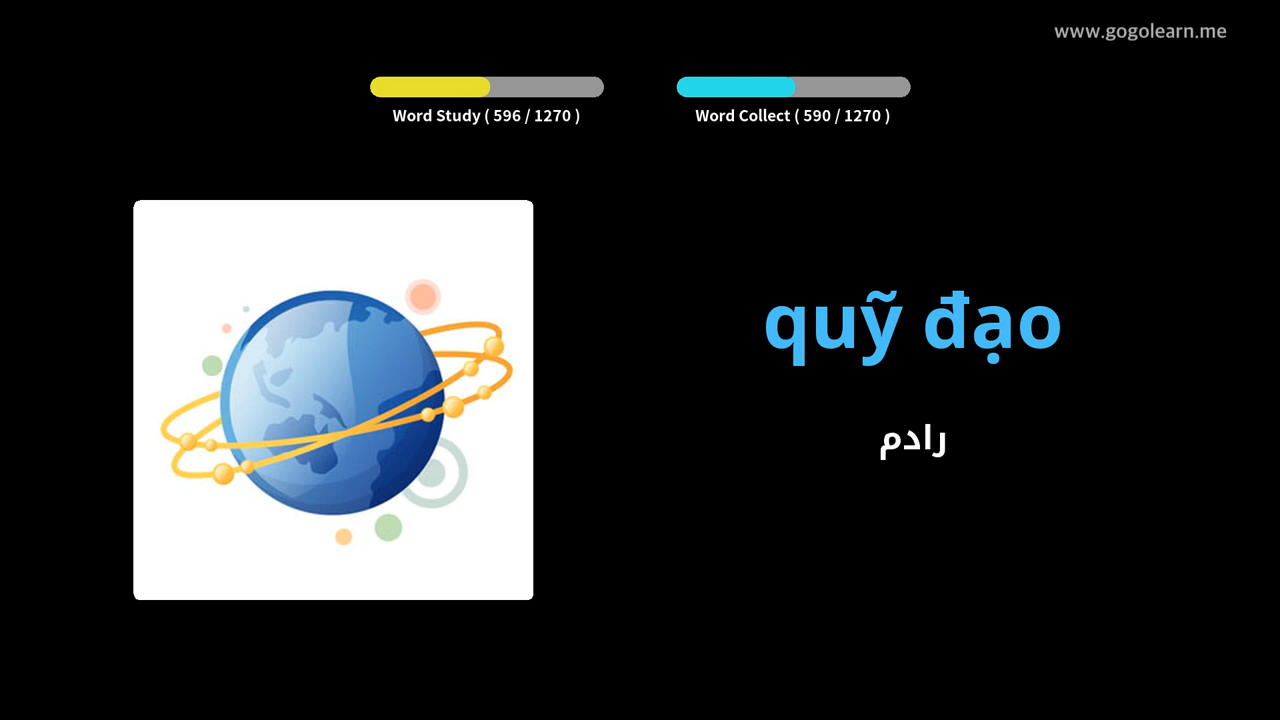 www.gogolearn.me
Word Study ( 596 / 1270 )
Word Collect ( 590 / 1270 )
quỹ đạo
رادم